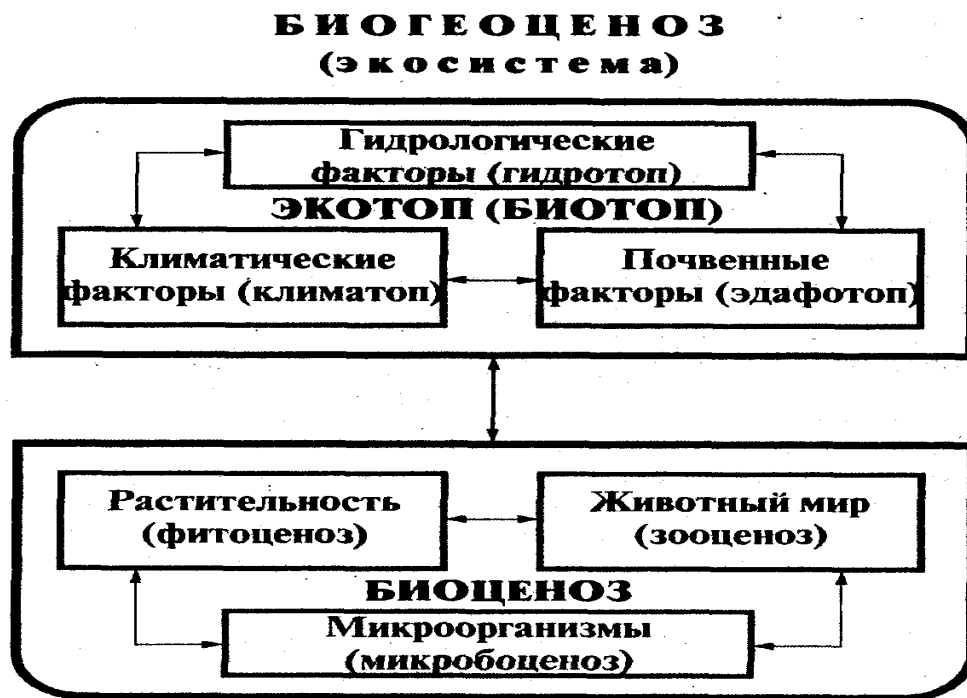 БИОГЕОЦЕНОЗ
(экосистема)
Гидрологические
факторы (гидротоп)
ЭКОТОП (БИОТОП)
Климатические
факторы (климатоп)
Почвенные
факторы (эдафотоп)
Растительность
(фитоценоз)
Животный мир
(зооценоз)
БИОЦЕНОЗ
Микроорганизмы
(микробоценоз)